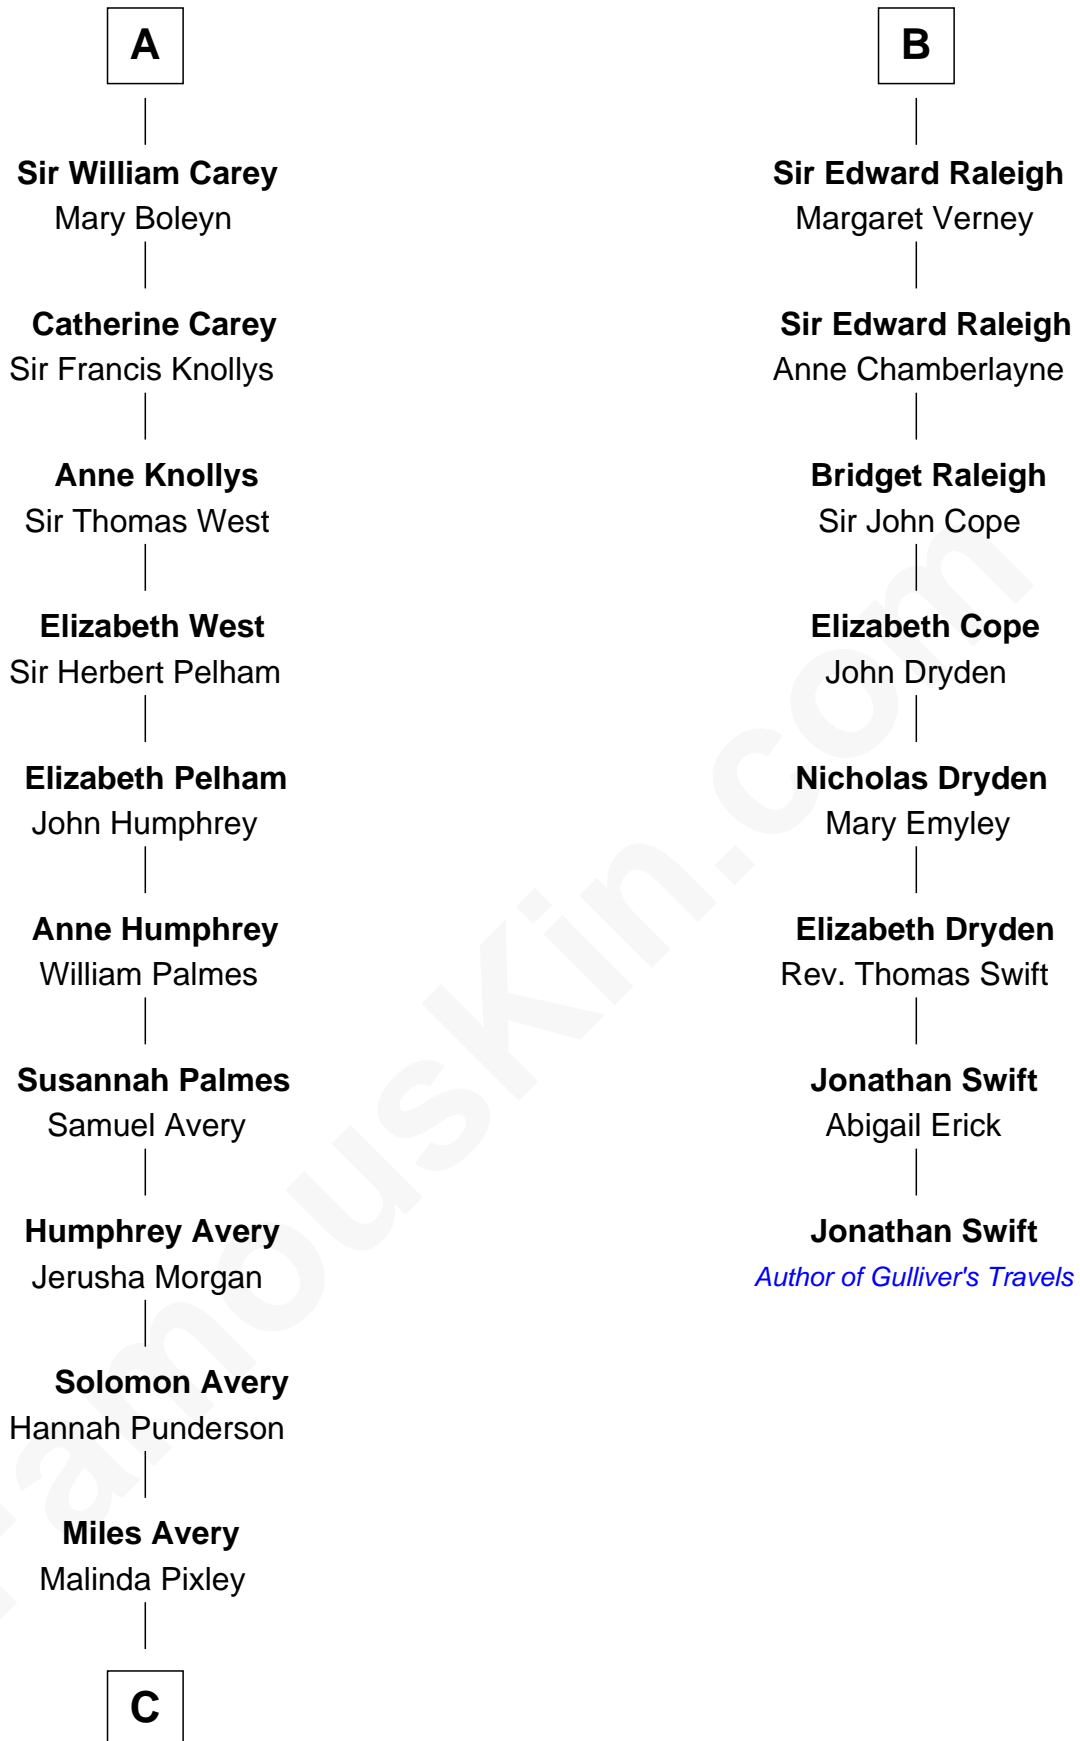 A
Sir William Carey
Mary Boleyn
Catherine Carey
Sir Francis Knollys
Anne Knollys
Sir Thomas West
Elizabeth West
Sir Herbert Pelham
Elizabeth Pelham
John Humphrey
Anne Humphrey
William Palmes
Susannah Palmes
Samuel Avery
Humphrey Avery
Jerusha Morgan
Solomon Avery
Hannah Punderson
Miles Avery
Malinda Pixley
C
B
Sir Edward Raleigh
Margaret Verney
Sir Edward Raleigh
Anne Chamberlayne
Bridget Raleigh
Sir John Cope
Elizabeth Cope
John Dryden
Nicholas Dryden
Mary Emyley
Elizabeth Dryden
Rev. Thomas Swift
Jonathan Swift
Abigail Erick
Jonathan Swift
Author of Gulliver's Travels
FamousKin.com